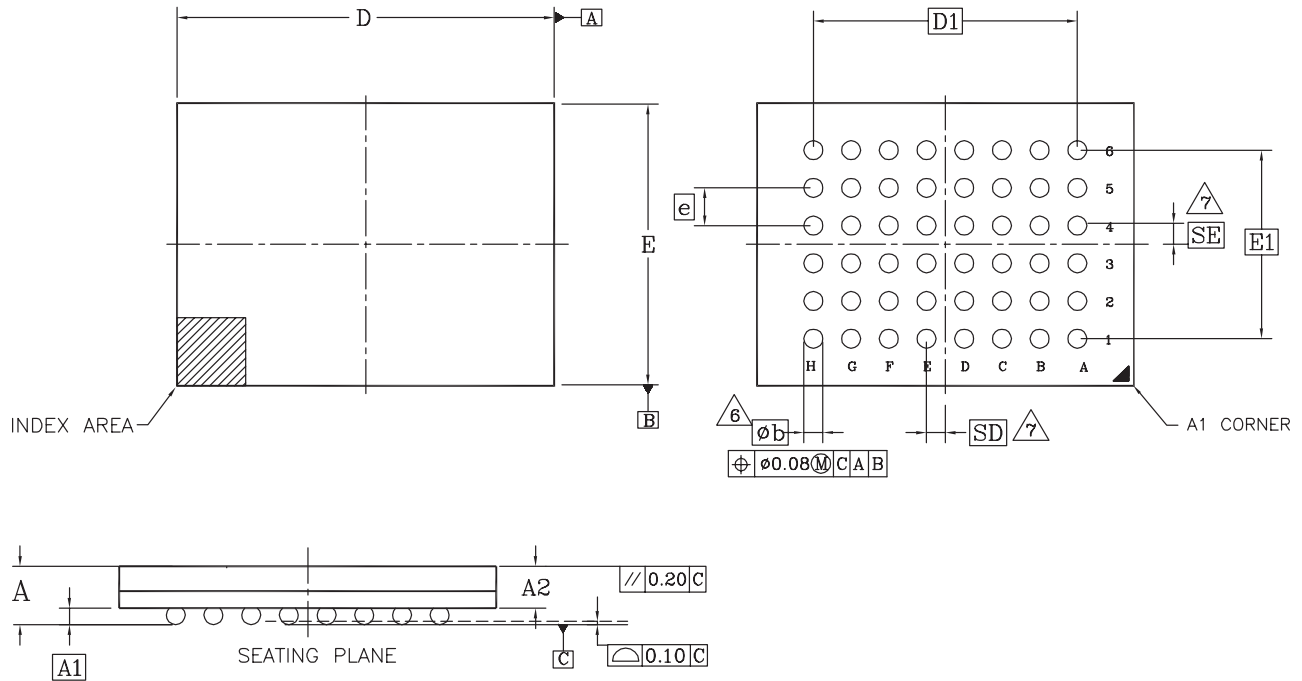 D
A
D1
6
5
e
7
4
SE
E
E1
3
2
1
H G F E D C B A
INDEX AREA
B
6
øb
SD
7
A1 CORNER
⌖ ø0.08Ⓜ C A B
A
A2
// 0.20 C
A1
SEATING PLANE
C
⌓ 0.10 C